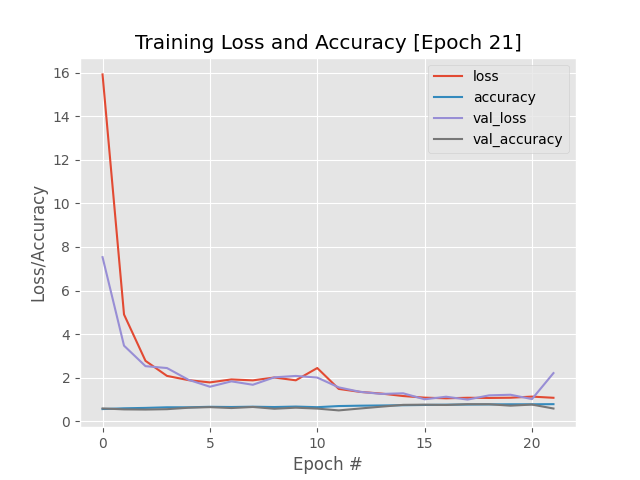 Training Loss and Accuracy [Epoch 21]
loss
accuracy
val_loss
val_accuracy
16
14
12
10
8
6
4
2
0
Loss/Accuracy
0 5 10 15 20
Epoch #